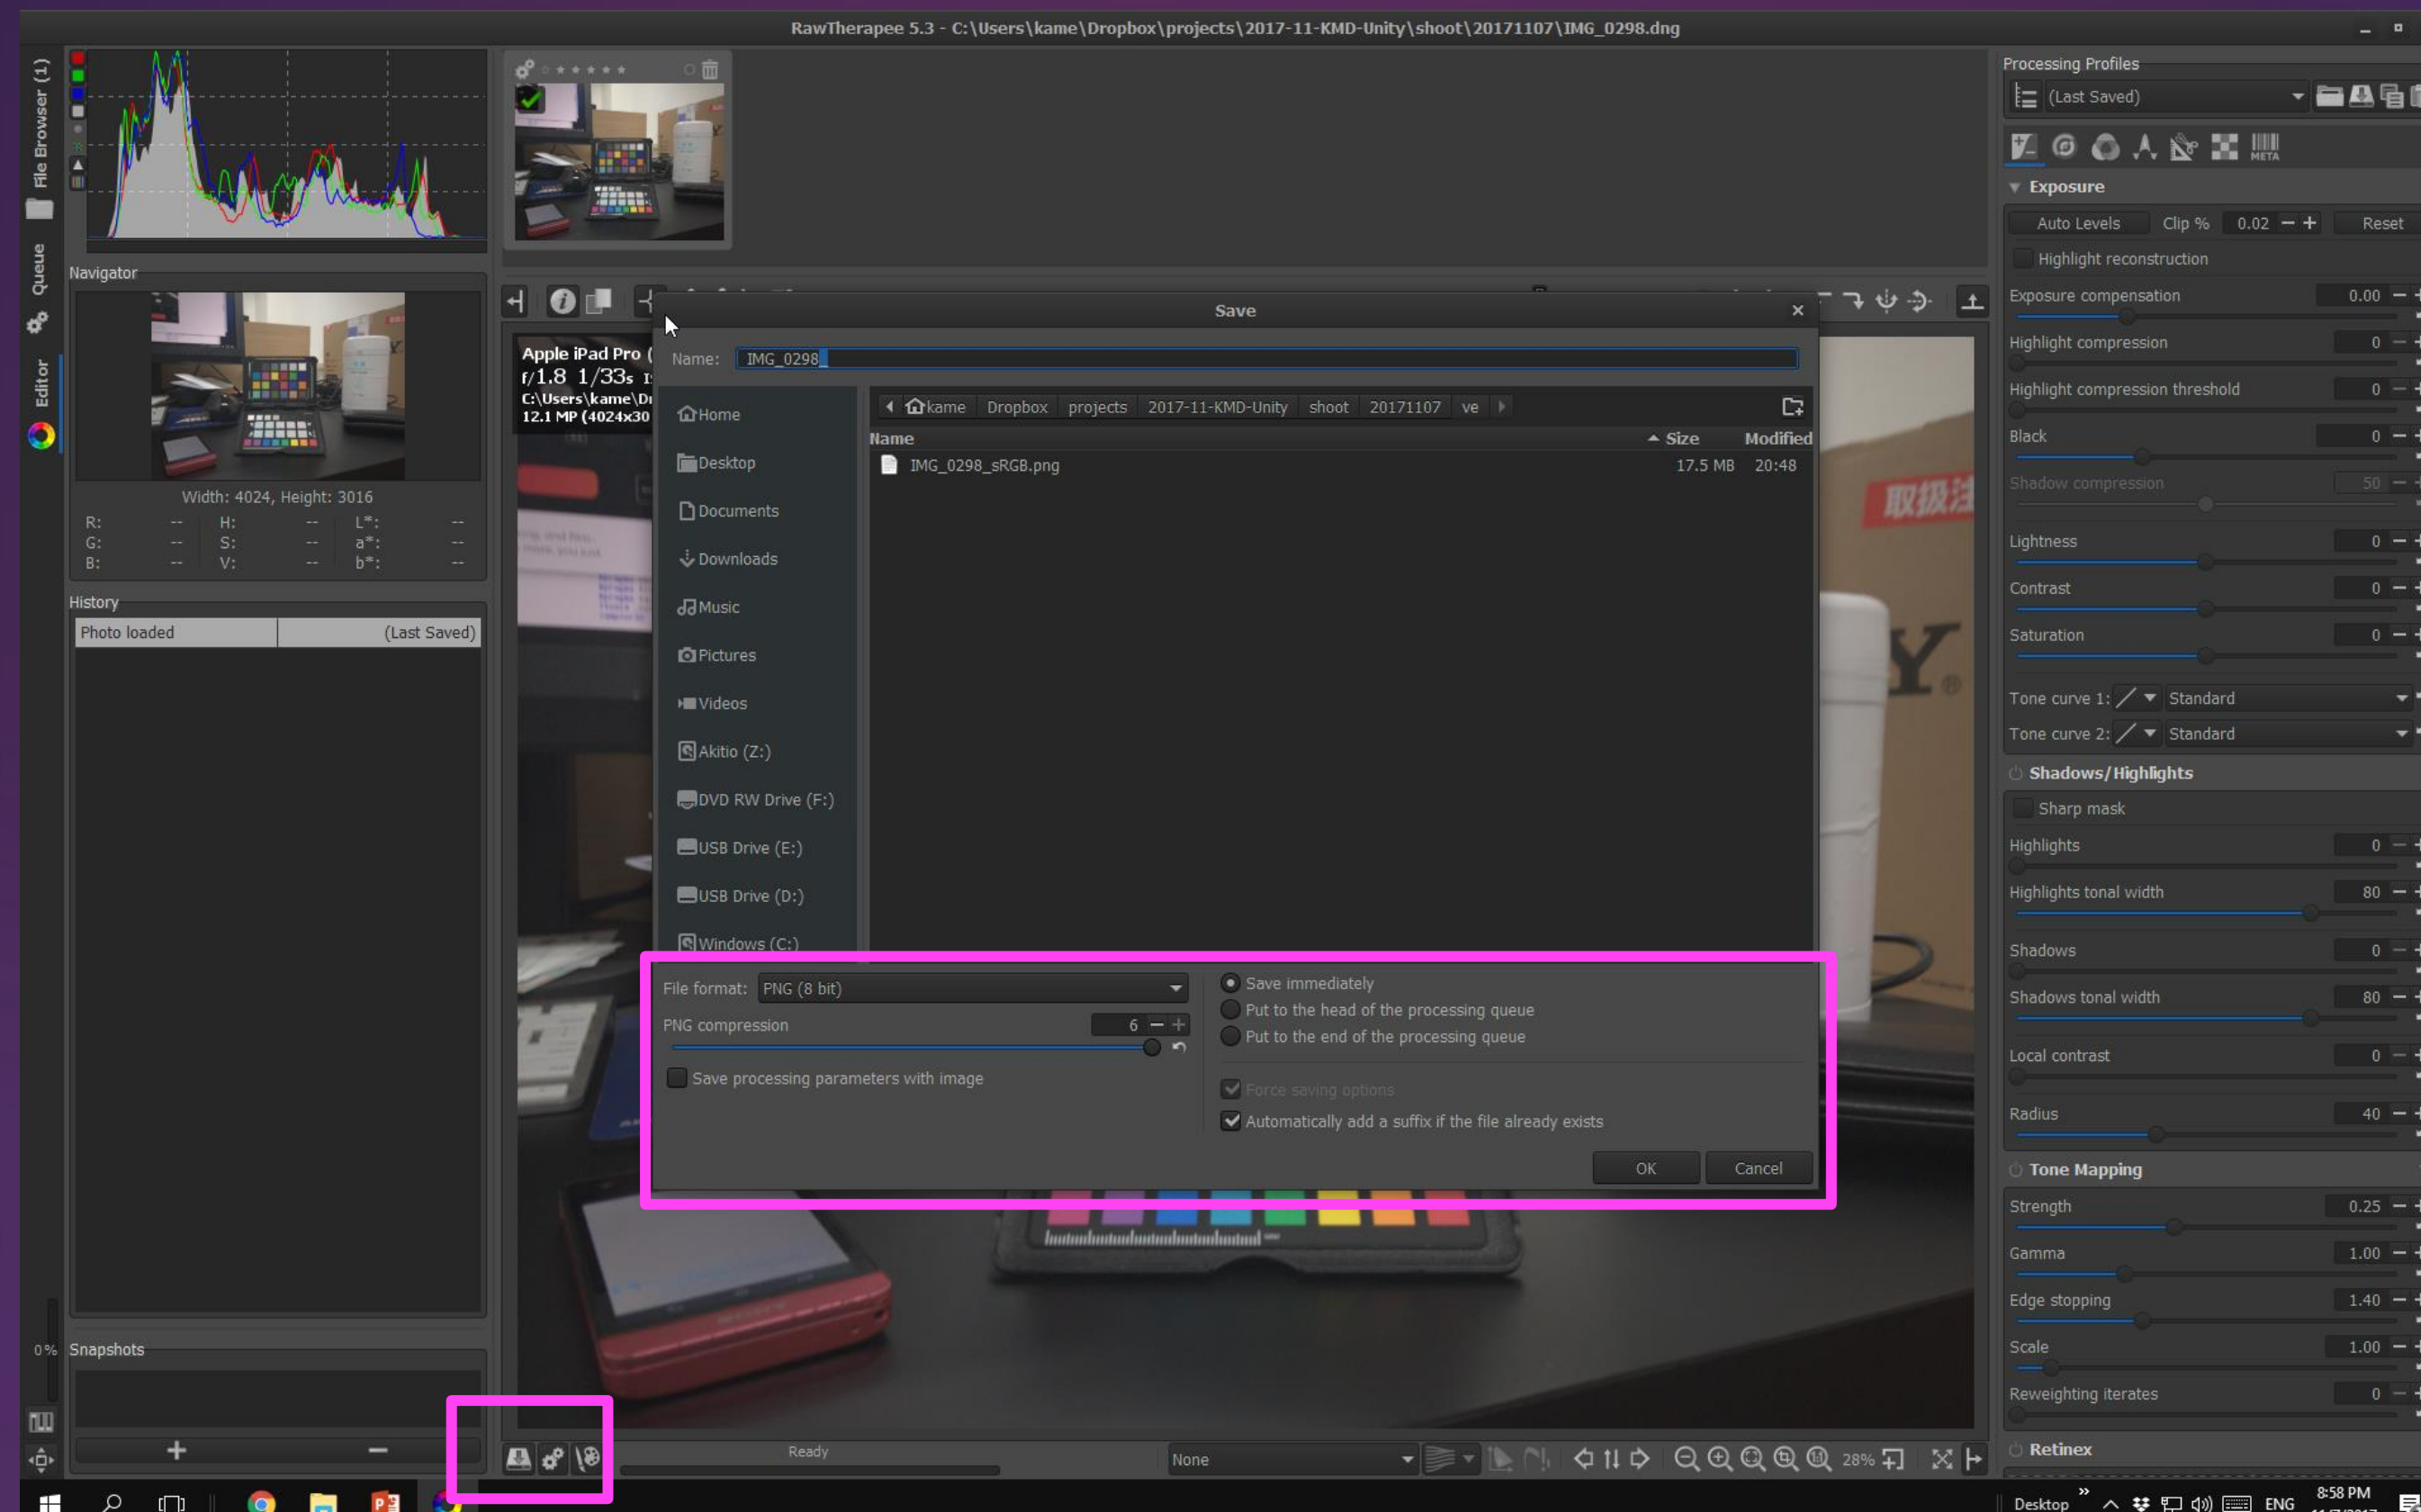 RawTherapee 5.3 - C:\Users\kame\Dropbox\projects\2017-11-KMD-Unity\shoot\20171107\IMG_0298.dng
File Browser (1)
Queue
Editor
Navigator
Width: 4024, Height: 3016
R: -- H: -- L*: --
G: -- S: -- a*: --
B: -- V: -- b*: --
History
Photo loaded (Last Saved)
0%
Snapshots
Apple iPad Pro (
f/1.8 1/33s
C:\Users\kame\D
12.1 MP (4024x30
Save
Name: IMG_0298_
Home
Desktop
Documents
Downloads
Music
Pictures
Videos
Akitio (Z:)
DVD RW Drive (F:)
USB Drive (E:)
USB Drive (D:)
Windows (C:)
kame Dropbox projects 2017-11-KMD-Unity shoot 20171107 ve
Name Size Modified
IMG_0298_sRGB.png 17.5 MB 20:48
取扱注
File format: PNG (8 bit)
PNG compression 6
Save processing parameters with image
Save immediately
Put to the head of the processing queue
Put to the end of the processing queue
Force saving options
Automatically add a suffix if the file already exists
OK Cancel
Ready
None
28%
Processing Profiles
(Last Saved)
META
Exposure
Auto Levels Clip % 0.02 Reset
Highlight reconstruction
Exposure compensation 0.00
Highlight compression 0
Highlight compression threshold 0
Black 0
Shadow compression 50
Lightness 0
Contrast 0
Saturation 0
Tone curve 1: Standard
Tone curve 2: Standard
Shadows/Highlights
Sharp mask
Highlights 0
Highlights tonal width 80
Shadows 0
Shadows tonal width 80
Local contrast 0
Radius 40
Tone Mapping
Strength 0.25
Gamma 1.00
Edge stopping 1.40
Scale 1.00
Reweighting iterates 0
Retinex
Desktop ENG 8:58 PM